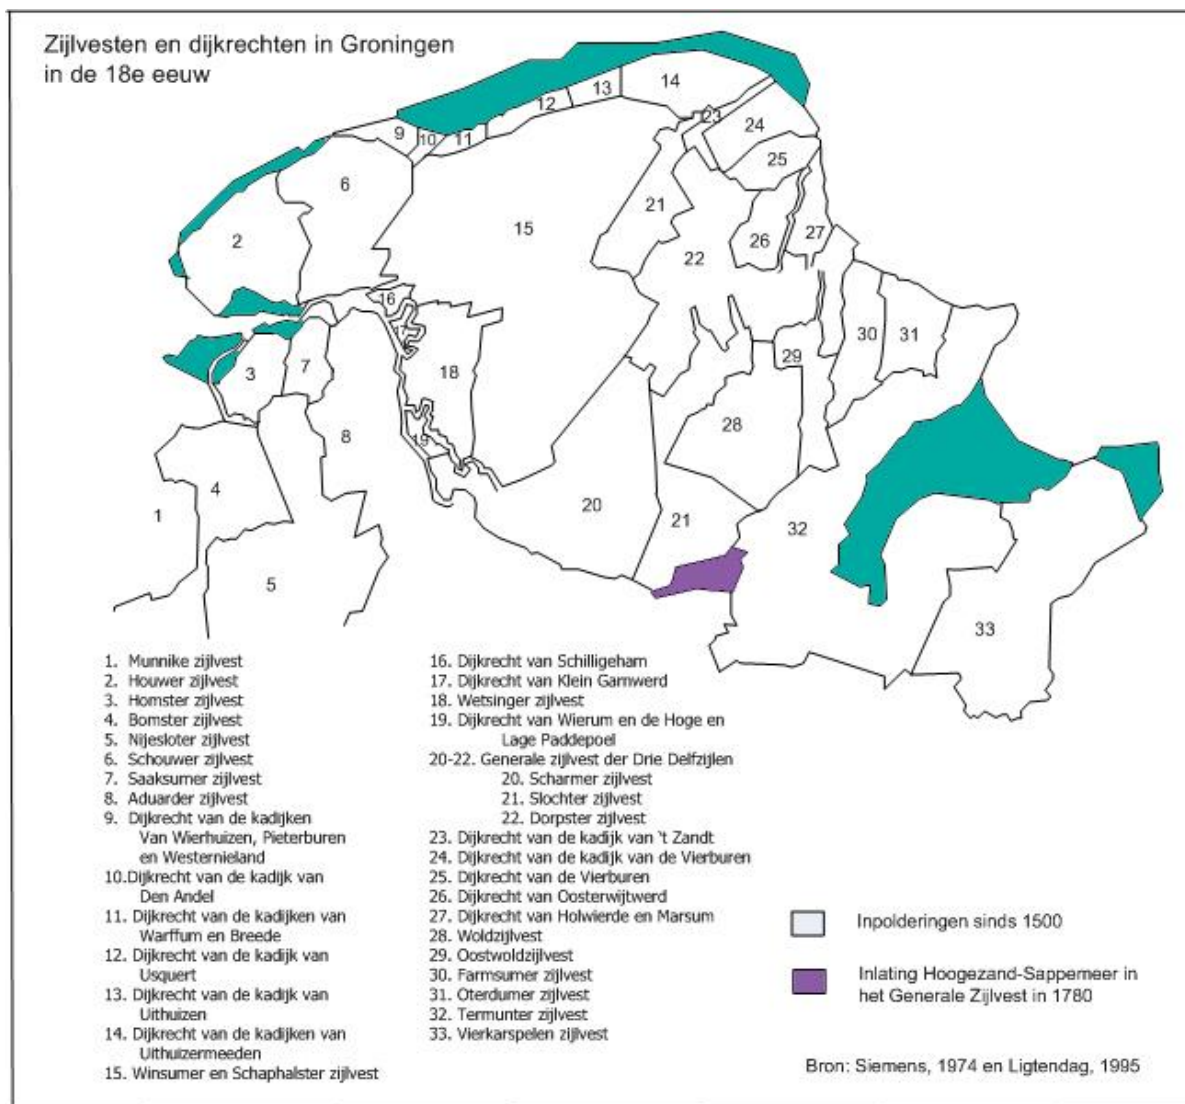 Zijlvesten en dijkrechten in Groningen
in de 18e eeuw
14
13
12
23
24
9
10
11
25
6
21
15
2
26
27
22
16
17
30
31
29
3
7
18
28
8
19
4
20
1
21
32
5
33
1. Munnike zijlvest
2. Houwer zijlvest
3. Homster zijlvest
4. Bomster zijlvest
5. Nijesloter zijlvest
6. Schouwer zijlvest
7. Saaksumer zijlvest
8. Aduarder zijlvest
9. Dijkrecht van de kadijken
Van Wierhuizen, Pieterburen
en Westernieland
10.Dijkrecht van de kadijk van
Den Andel
11. Dijkrecht van de kadijken van
Warffum en Breede
12. Dijkrecht van de kadijk van
Usquert
13. Dijkrecht van de kadijk van
Uithuizen
14. Dijkrecht van de kadijken van
Uithuizermeeden
15. Winsumer en Schaphalster zijlvest
16. Dijkrecht van Schilligeham
17. Dijkrecht van Klein Garnwerd
18. Wetsinger zijlvest
19. Dijkrecht van Wierum en de Hoge en
Lage Paddepoel
20-22. Generale zijlvest der Drie Delfzijlen
20. Scharmer zijlvest
21. Slochter zijlvest
22. Dorpster zijlvest
23. Dijkrecht van de kadijk van 't Zandt
24. Dijkrecht van de kadijk van de Vierburen
25. Dijkrecht van de Vierburen
26. Dijkrecht van Oosterwijtwerd
27. Dijkrecht van Holwierde en Marsum
28. Woldzijlvest
29. Oostwoldzijlvest
30. Farmsumer zijlvest
31. Oterdumer zijlvest
32. Termunter zijlvest
33. Vierkarspelen zijlvest
Inpolderingen sinds 1500
Inlating Hoogezand-Sappemeer in
het Generale Zijlvest in 1780
Bron: Siemens, 1974 en Ligtendag, 1995